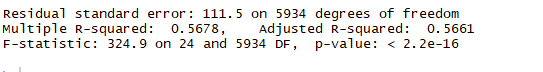 Residual standard error: 111.5 on 5934 degrees of freedom
Multiple R-squared:  0.5678,    Adjusted R-squared:  0.5661
F-statistic: 324.9 on 24 and 5934 DF,  p-value: < 2.2e-16